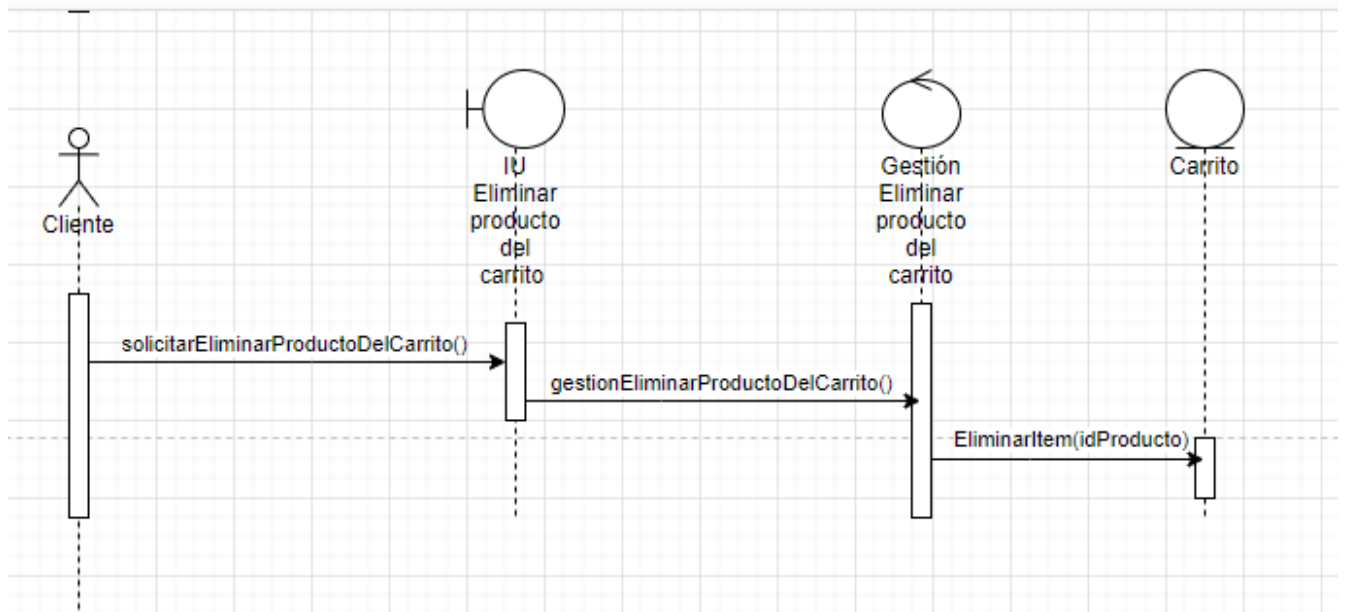 IU
Eliminar
producto
del
carrito
Gestión
Eliminar
producto
del
carrito
Carrito
Cliente
solicitarEliminarProductoDelCarrito()
gestionEliminarProductoDelCarrito()
EliminarItem(idProducto)